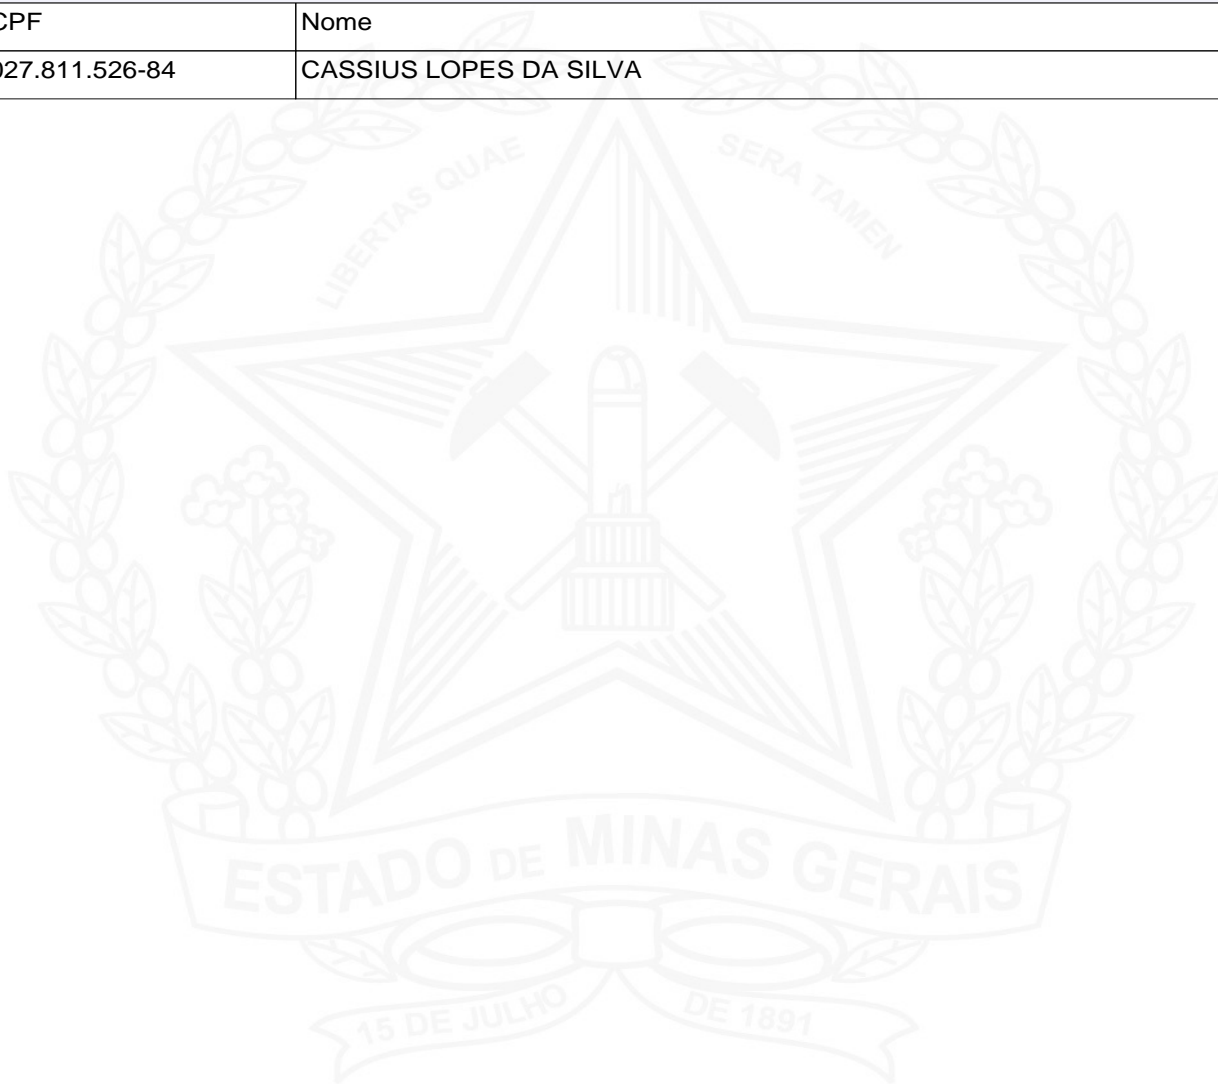 CPF Nome
027.811.526-84 CASSIUS LOPES DA SILVA
LIBERTAS QUAE SERA TAMEN
ESTADO DE MINAS GERAIS
15 DE JULHO DE 1891